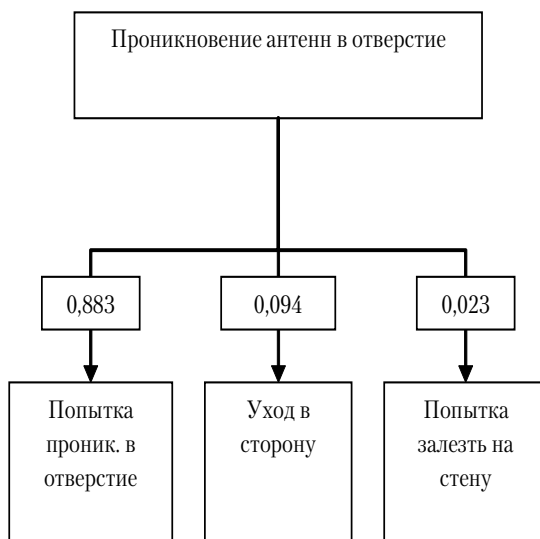 Проникновение антенн в отверстие
0,883
0,094
0,023
Попытка
проник. в
отверстие
Уход в
сторону
Попытка
залезть на
стену